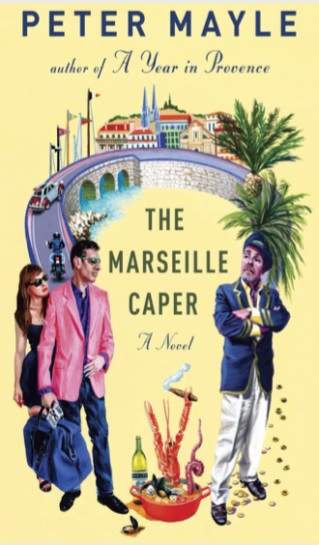 PETER MAYLE
author of A Year in Provence
THE
MARSEILLE
CAPER
A Novel